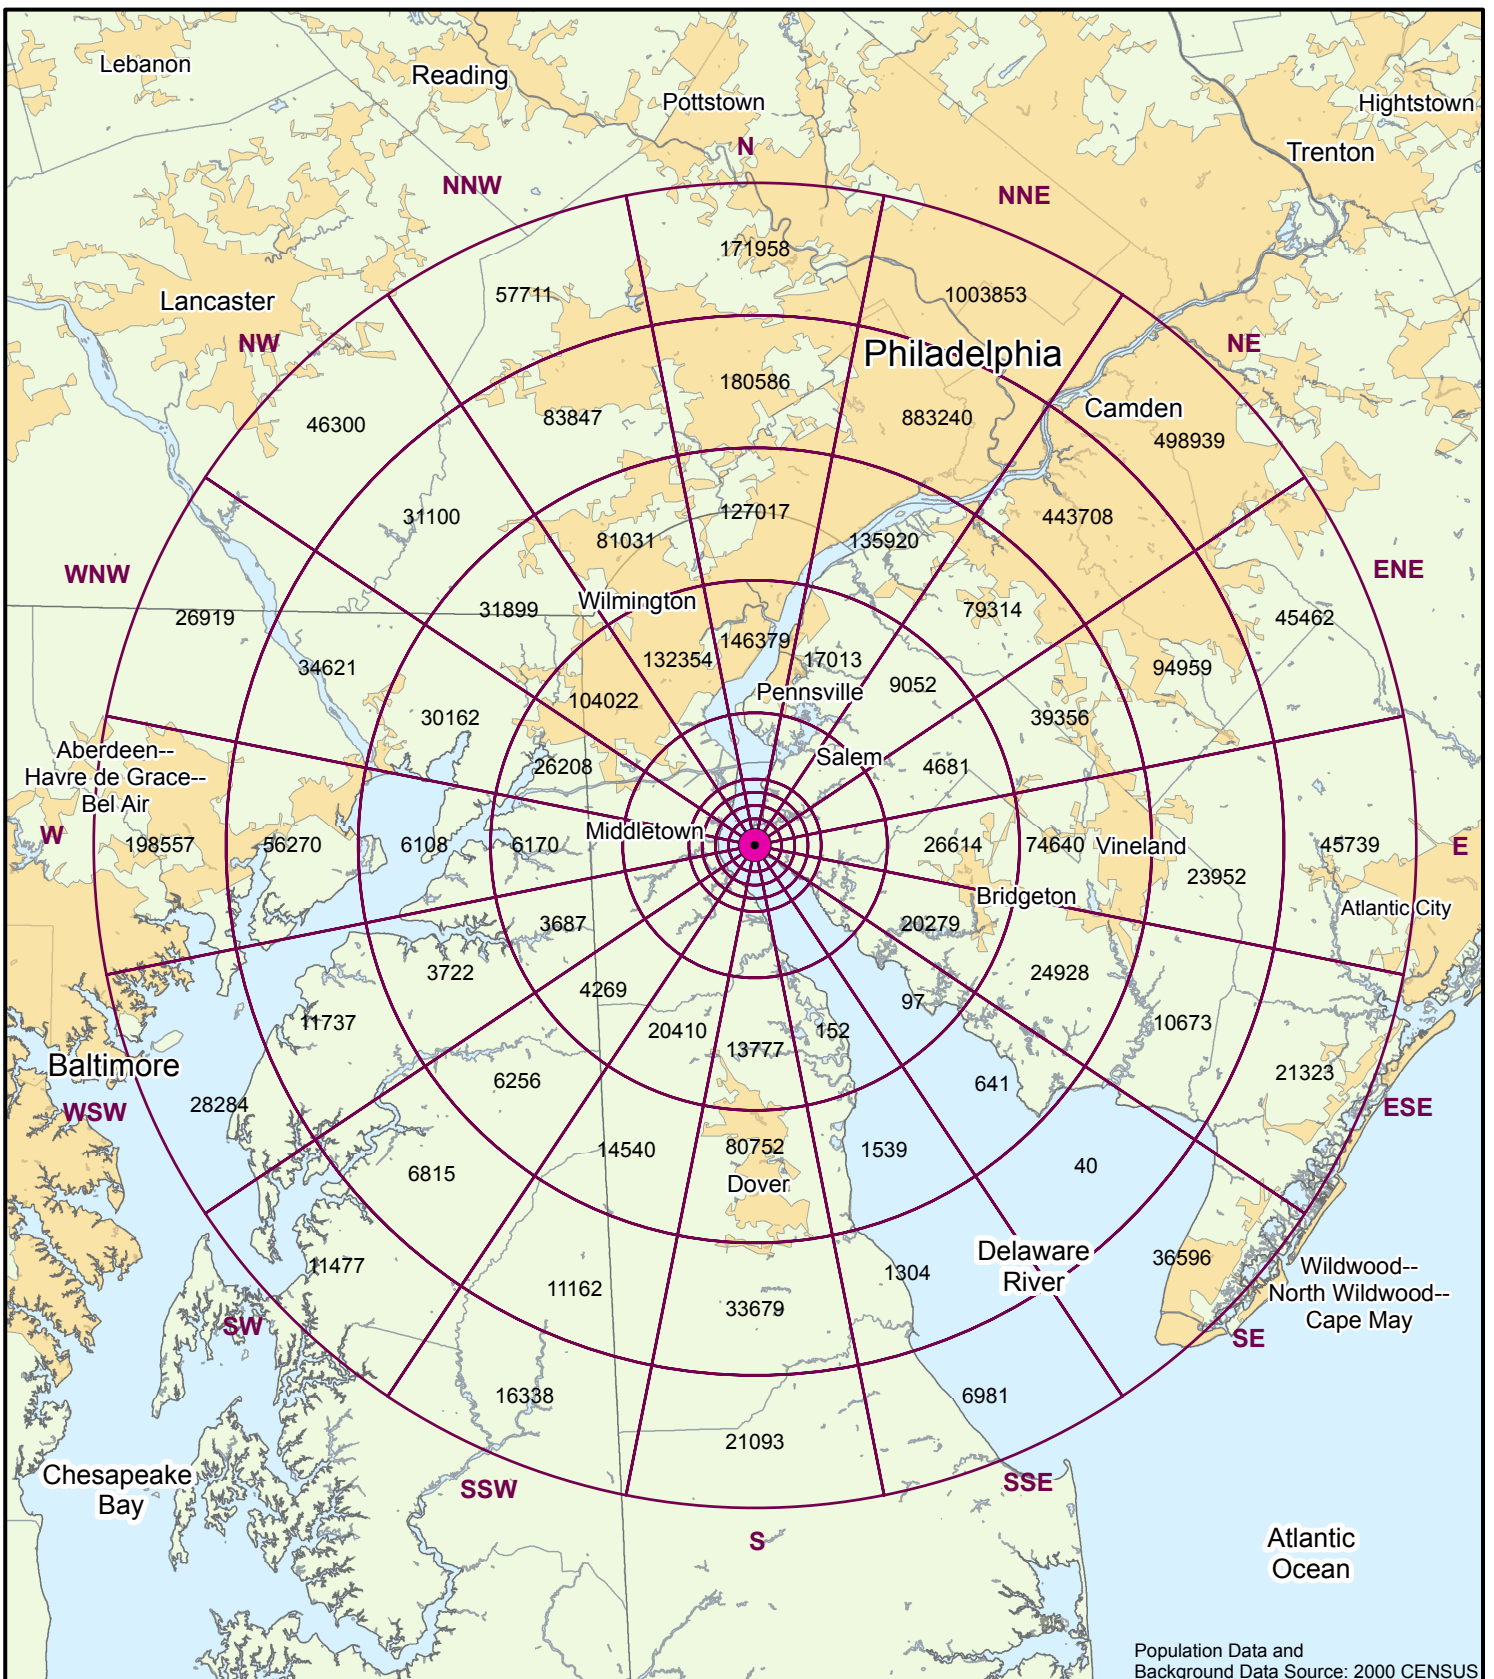 Lebanon
Reading
Pottstown
Hightstown
N
Trenton
NNW
NNE
171958
57711
1003853
Lancaster
NW
NE
Philadelphia
180586
Camden
46300
83847
883240
498939
31100
127017
443708
81031
135920
WNW
ENE
26919
31899
Wilmington
79314
45462
146379
34621
132354
17013
94959
9052
104022
Pennsville
30162
39356
Aberdeen--
Havre de Grace--
Bel Air
26208
Salem
4681
W
198557
56270
6108
6170
Middletown
26614
74640
Vineland
45739
E
23952
Bridgeton
Atlantic City
3687
20279
3722
24928
4269
97
11737
20410
152
10673
13777
Baltimore
6256
641
21323
28284
WSW
ESE
14540
80752
1539
40
6815
Dover
11477
1304
Delaware
River
36596
Wildwood--
North Wildwood--
Cape May
11162
33679
SW
SE
16338
6981
21093
Chesapeake
Bay
SSW
SSE
S
Atlantic
Ocean
Population Data and
Background Data Source: 2000 CENSUS